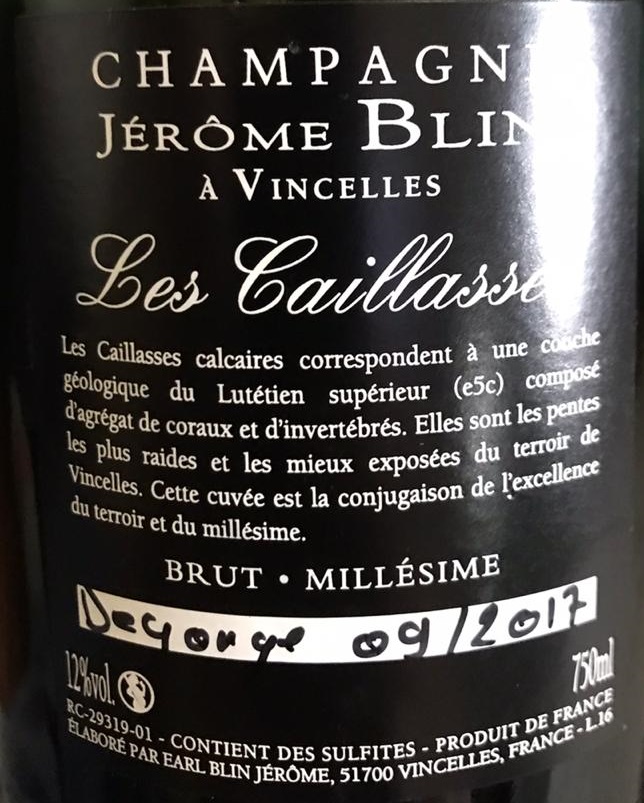 CHAMPAGN
JÉRÔME BLIN
À VINCELLES
Les Caillasse
Les Caillasses calcaires correspondent à une couche
géologique du Lutétien supérieur (e5c) composé
d'agrégat de coraux et d'invertébrés. Elles sont les pentes
les plus raides et les mieux exposées du terroir de
Vincelles. Cette cuvée est la conjugaison de l'excellence
du terroir et du millésime.
BRUT • MILLÉSIME
Degorge 09/2017
12%vol. 750ml
RC-29319-01 - CONTIENT DES SULFITES - PRODUIT DE FRANCE
ÉLABORÉ PAR EARL BLIN JÉRÔME, 51700 VINCELLES, FRANCE - L.16